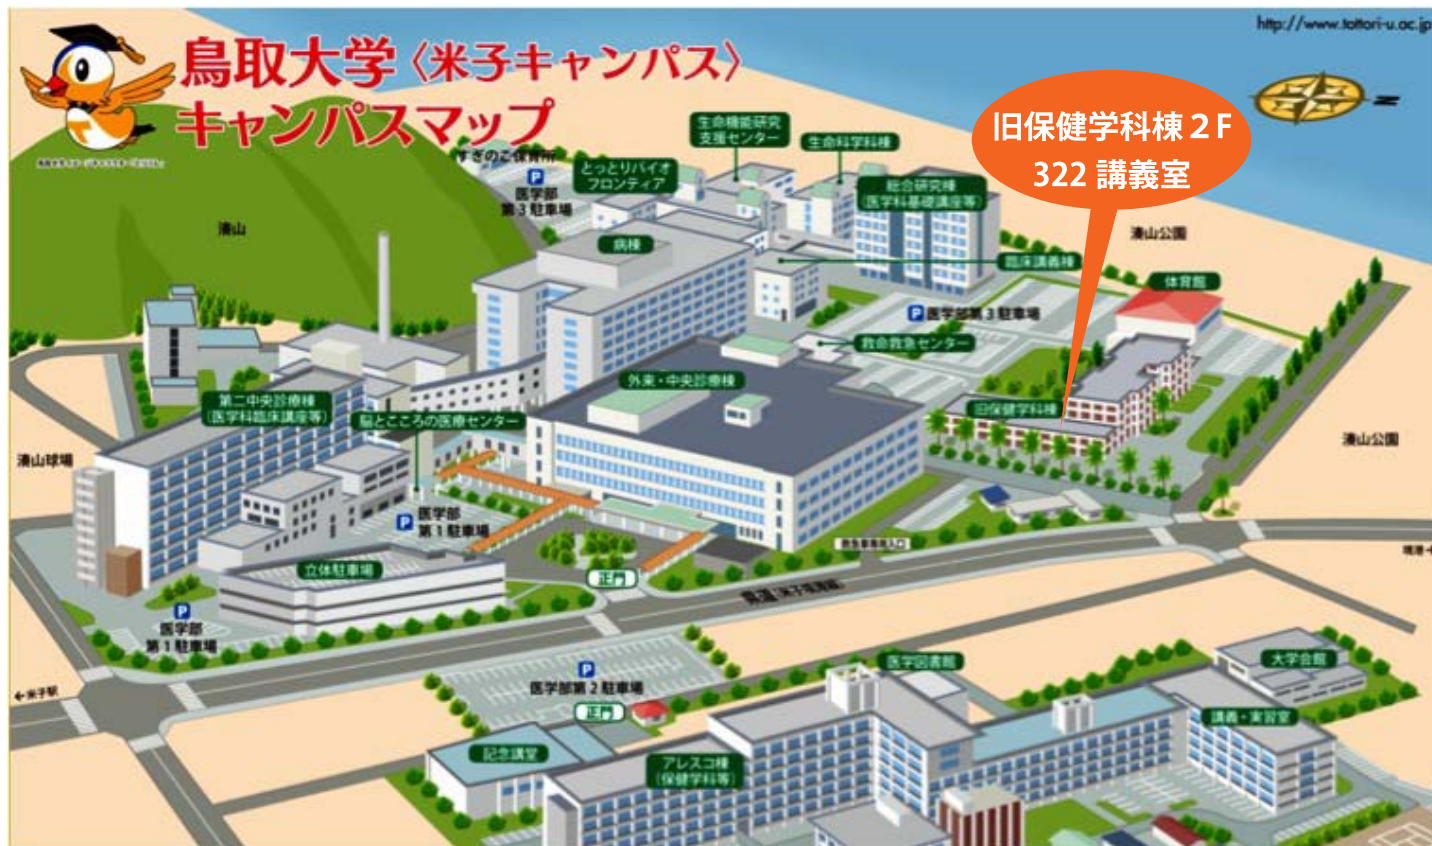 http://www.tottori-u.ac.jp
鳥取大学〈米子キャンパス〉
キャンパスマップ
旧保健学科棟２F
322 講義室
N
生命機能研究
支援センター
生命科学科棟
すぎのこ保育所
とっとりバイオ
フロンティア
総合研究棟
(医学科基礎講座等)
P
医学部
第3駐車場
湊山
病棟
湊山公園
臨床講義棟
体育館
P 医学部第3駐車場
救命救急センター
外来・中央診療棟
第二中央診療棟
(医学科臨床講座等)
脳とこころの医療センター
旧保健学科棟
湊山公園
湊山球場
P 医学部
第1駐車場
立体駐車場
正門
P
医学部
第1駐車場
←米子駅
P
医学部第2駐車場
正門
医学図書館
大学会館
講義・実習室
記念講堂
アレスコ棟
(保健学科等)